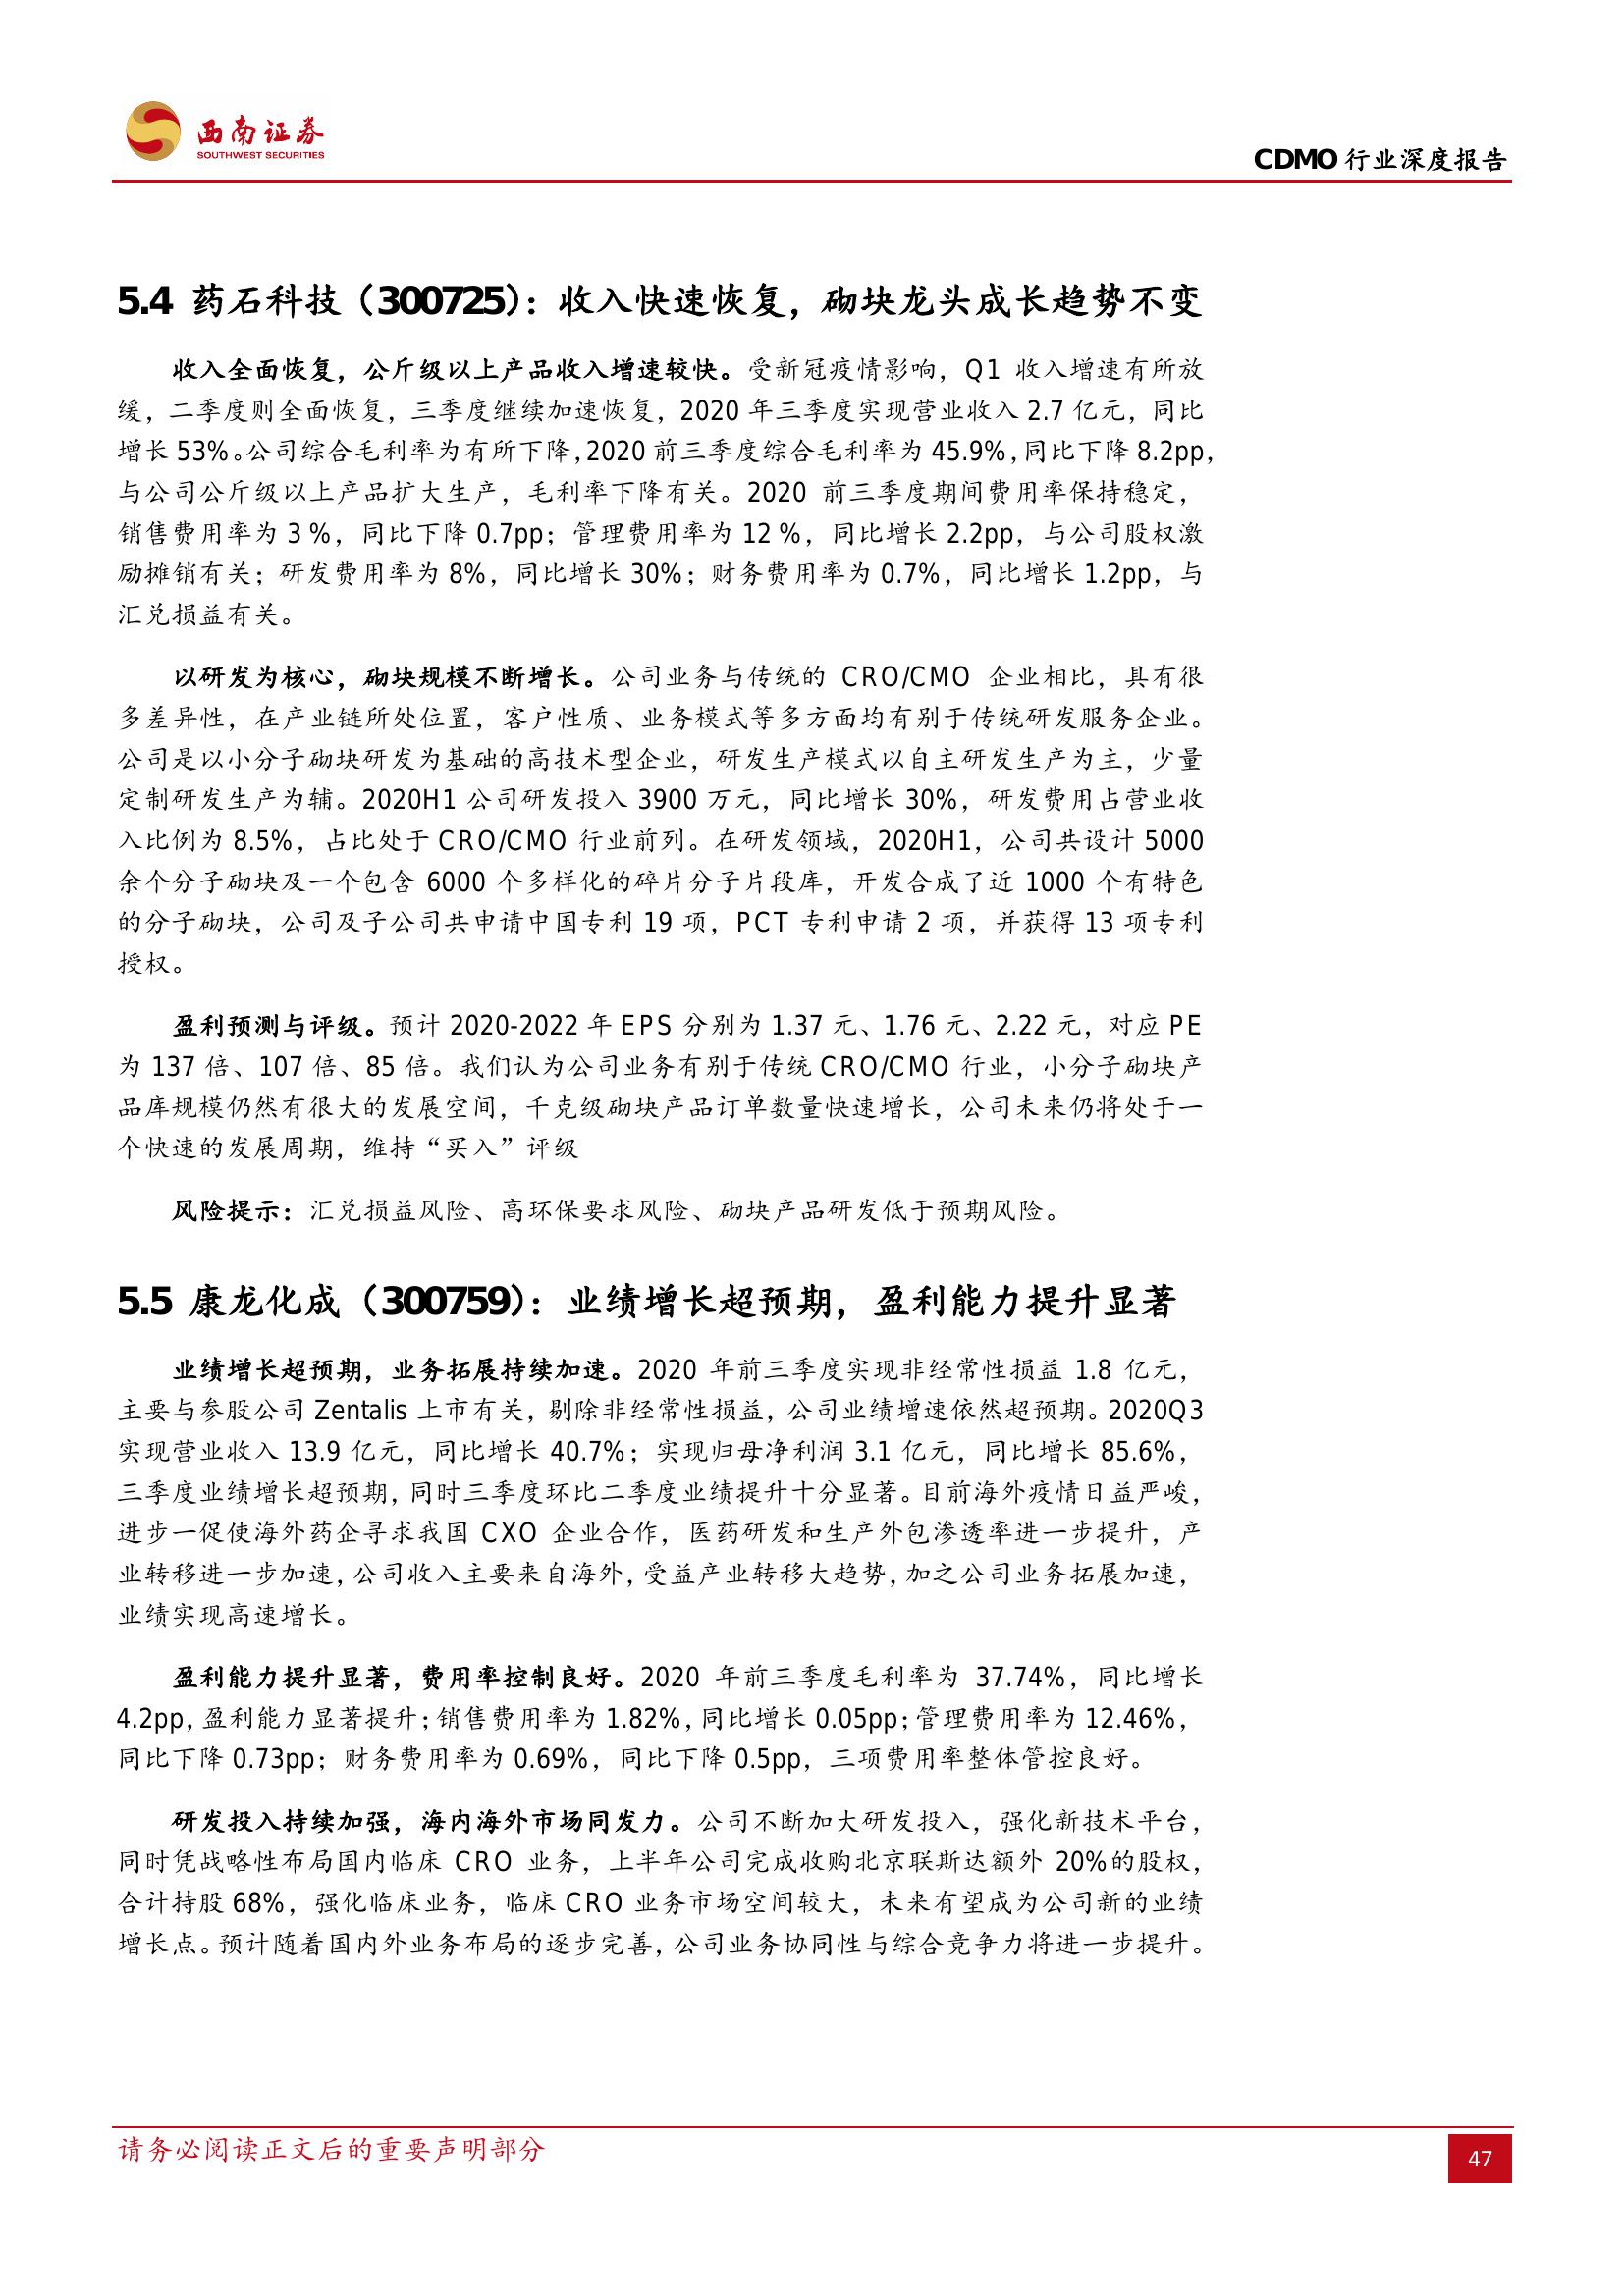 西南证券
SOUTHWEST SECURITIES
CDMO 行业深度报告
5.4 药石科技（300725）：收入快速恢复，砌块龙头成长趋势不变
收入全面恢复，公斤级以上产品收入增速较快。受新冠疫情影响，Q1 收入增速有所放
缓，二季度则全面恢复，三季度继续加速恢复，2020 年三季度实现营业收入 2.7 亿元，同比
增长 53%。公司综合毛利率为有所下降，2020 前三季度综合毛利率为 45.9%，同比下降 8.2pp，
与公司公斤级以上产品扩大生产，毛利率下降有关。2020 前三季度期间费用率保持稳定，
销售费用率为 3 %，同比下降 0.7pp；管理费用率为 12 %，同比增长 2.2pp，与公司股权激
励摊销有关；研发费用率为 8%，同比增长 30%；财务费用率为 0.7%，同比增长 1.2pp，与
汇兑损益有关。
以研发为核心，砌块规模不断增长。公司业务与传统的 CRO/CMO 企业相比，具有很
多差异性，在产业链所处位置，客户性质、业务模式等多方面均有别于传统研发服务企业。
公司是以小分子砌块研发为基础的高技术型企业，研发生产模式以自主研发生产为主，少量
定制研发生产为辅。2020H1 公司研发投入 3900 万元，同比增长 30%，研发费用占营业收
入比例为 8.5%，占比处于 CRO/CMO 行业前列。在研发领域，2020H1，公司共设计 5000
余个分子砌块及一个包含 6000 个多样化的碎片分子片段库，开发合成了近 1000 个有特色
的分子砌块，公司及子公司共申请中国专利 19 项，PCT 专利申请 2 项，并获得 13 项专利
授权。
盈利预测与评级。预计 2020-2022 年 EPS 分别为 1.37 元、1.76 元、2.22 元，对应 PE
为 137 倍、107 倍、85 倍。我们认为公司业务有别于传统 CRO/CMO 行业，小分子砌块产
品库规模仍然有很大的发展空间，千克级砌块产品订单数量快速增长，公司未来仍将处于一
个快速的发展周期，维持“买入”评级
风险提示：汇兑损益风险、高环保要求风险、砌块产品研发低于预期风险。
5.5 康龙化成（300759）：业绩增长超预期，盈利能力提升显著
业绩增长超预期，业务拓展持续加速。2020 年前三季度实现非经常性损益 1.8 亿元，
主要与参股公司 Zentalis 上市有关，剔除非经常性损益，公司业绩增速依然超预期。2020Q3
实现营业收入 13.9 亿元，同比增长 40.7%；实现归母净利润 3.1 亿元，同比增长 85.6%，
三季度业绩增长超预期，同时三季度环比二季度业绩提升十分显著。目前海外疫情日益严峻，
进步一促使海外药企寻求我国 CXO 企业合作，医药研发和生产外包渗透率进一步提升，产
业转移进一步加速，公司收入主要来自海外，受益产业转移大趋势，加之公司业务拓展加速，
业绩实现高速增长。
盈利能力提升显著，费用率控制良好。2020 年前三季度毛利率为 37.74%，同比增长
4.2pp，盈利能力显著提升；销售费用率为 1.82%，同比增长 0.05pp；管理费用率为 12.46%，
同比下降 0.73pp；财务费用率为 0.69%，同比下降 0.5pp，三项费用率整体管控良好。
研发投入持续加强，海内海外市场同发力。公司不断加大研发投入，强化新技术平台，
同时凭战略性布局国内临床 CRO 业务，上半年公司完成收购北京联斯达额外 20%的股权，
合计持股 68%，强化临床业务，临床 CRO 业务市场空间较大，未来有望成为公司新的业绩
增长点。预计随着国内外业务布局的逐步完善，公司业务协同性与综合竞争力将进一步提升。
请务必阅读正文后的重要声明部分
47